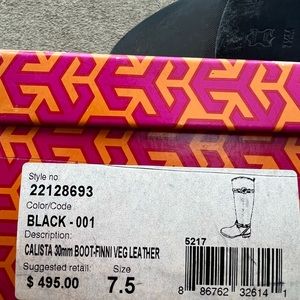 Style no
22128693
Color/Code
BLACK - 001
Description:
CALISTA 30mm BOOT-FINNI VEG LEATHER
Suggested retail: Size
$ 495.00 7.5
5217
8 86762 32614 1